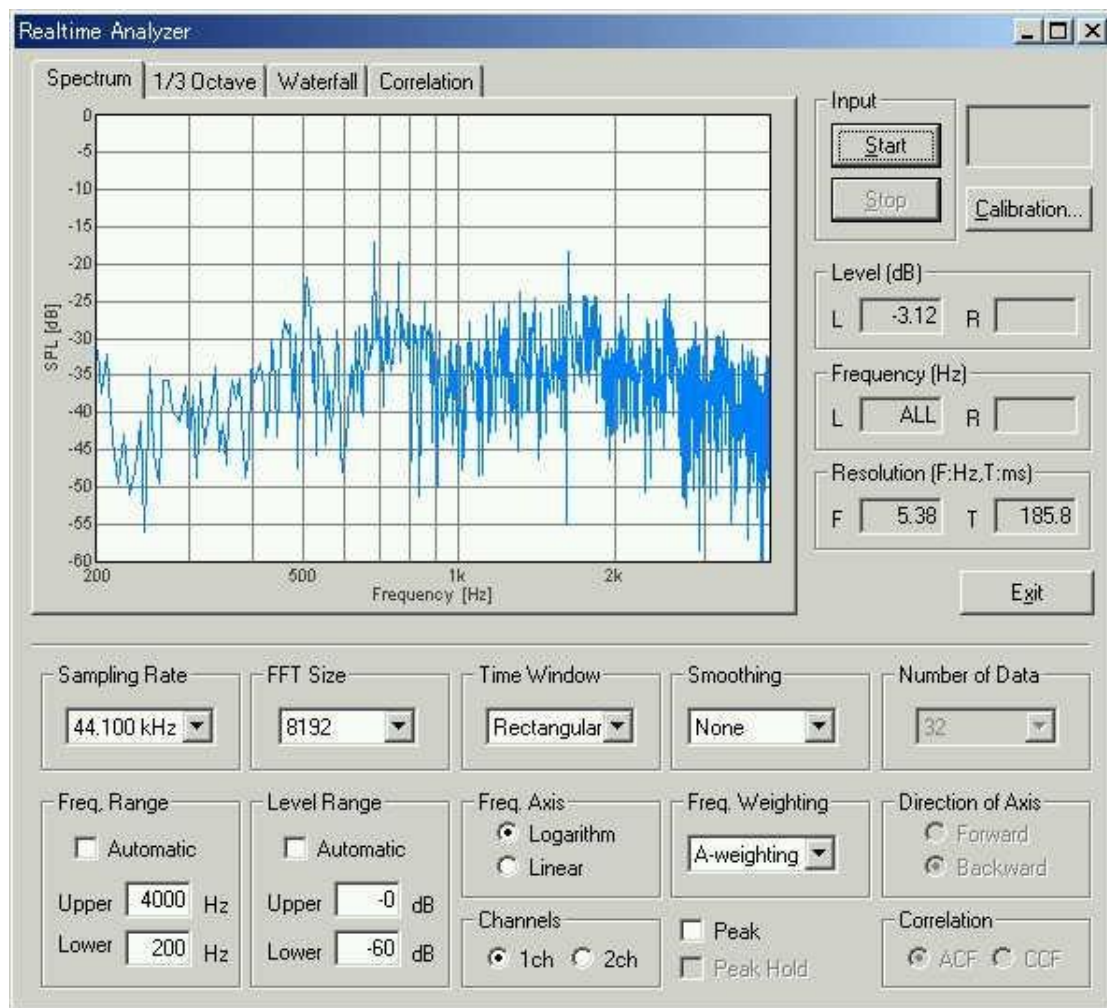 Realtime Analyzer
Spectrum 1/3 Octave Waterfall Correlation
0
-5
-10
-15
-20
-25
-30
-35
-40
-45
-50
-55
-60
SPL [dB]
200 500 1k 2k
Frequency [Hz]
Input
Start
Stop
Calibration...
Level (dB)
L -3.12 R
Frequency (Hz)
L ALL R
Resolution (F:Hz,T:ms)
F 5.38 T 185.8
Exit
Sampling Rate
44.100 kHz
FFT Size
8192
Time Window
Rectangular
Smoothing
None
Number of Data
32
Freq. Range
Automatic
Upper 4000 Hz
Lower 200 Hz
Level Range
Automatic
Upper -0 dB
Lower -60 dB
Freq. Axis
Logarithm
Linear
Channels
1ch 2ch
Freq. Weighting
A-weighting
Peak
Peak Hold
Direction of Axis
Forward
Backward
Correlation
ACF CCF